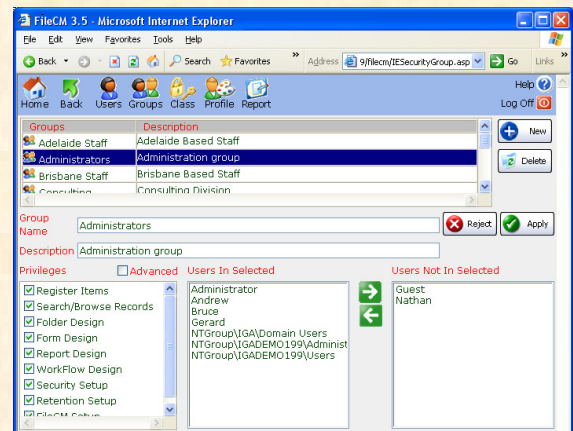 FileCM 3.5 - Microsoft Internet Explorer
File Edit View Favorites Tools Help
Back Search Favorites » Address 9/filecm/IESecurityGroup.asp Go Links »
Help
Home Back Users Groups Class Profile Report Log Off
Groups Description
Adelaide Staff Adelaide Based Staff New
Administrators Administration group
Brisbane Staff Brisbane Based Staff Delete
Consulting Consulting Division
Group Name Administrators Reject Apply
Description Administration group
Privileges Advanced Users In Selected Users Not In Selected
Register Items Administrator Guest
Search/Browse Records Andrew Nathan
Folder Design Bruce
Form Design Gerard
Report Design NTGroup\IGA\Domain Users
WorkFlow Design NTGroup\IGADEMO199\Administ
Security Setup NTGroup\IGADEMO199\Users
Retention Setup
FileCM Setup